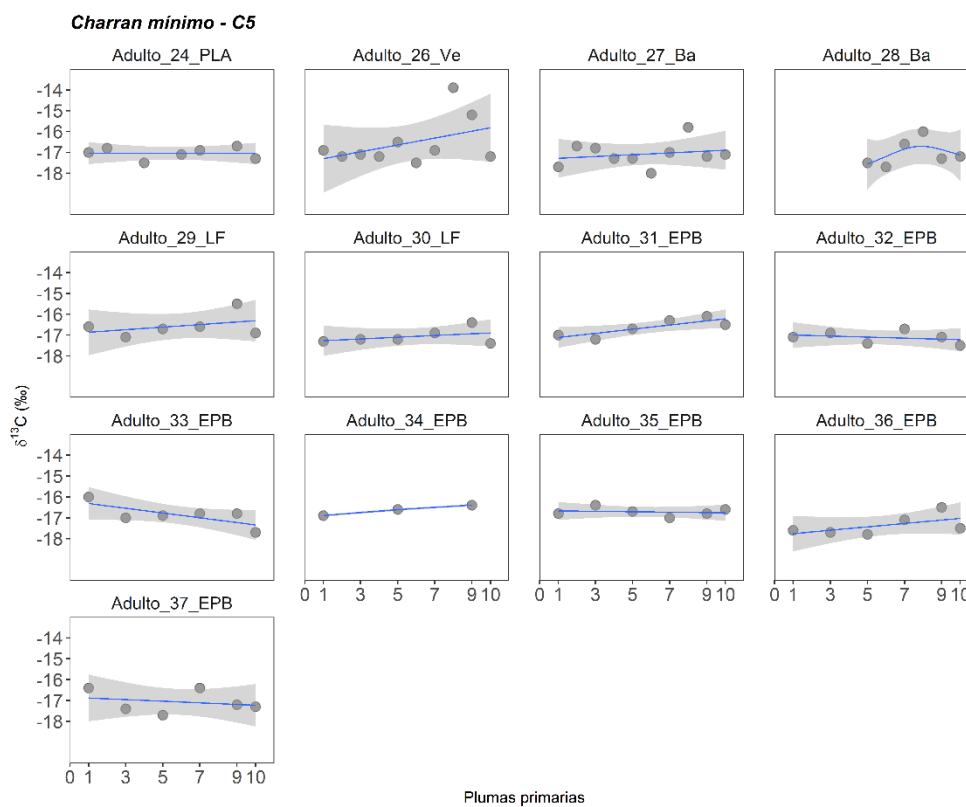 Charran mínimo - C5
Adulto_24_PLA Adulto_26_Ve Adulto_27_Ba Adulto_28_Ba
-14
-15
-16
-17
-18
Adulto_29_LF Adulto_30_LF Adulto_31_EPB Adulto_32_EPB
-14
-15
-16
-17
-18
δ13C (‰)
Adulto_33_EPB Adulto_34_EPB Adulto_35_EPB Adulto_36_EPB
-14
-15
-16
-17
-18
0 1 3 5 7 9 10 0 1 3 5 7 9 10 0 1 3 5 7 9 10
Adulto_37_EPB
-14
-15
-16
-17
-18
0 1 3 5 7 9 10
Plumas primarias